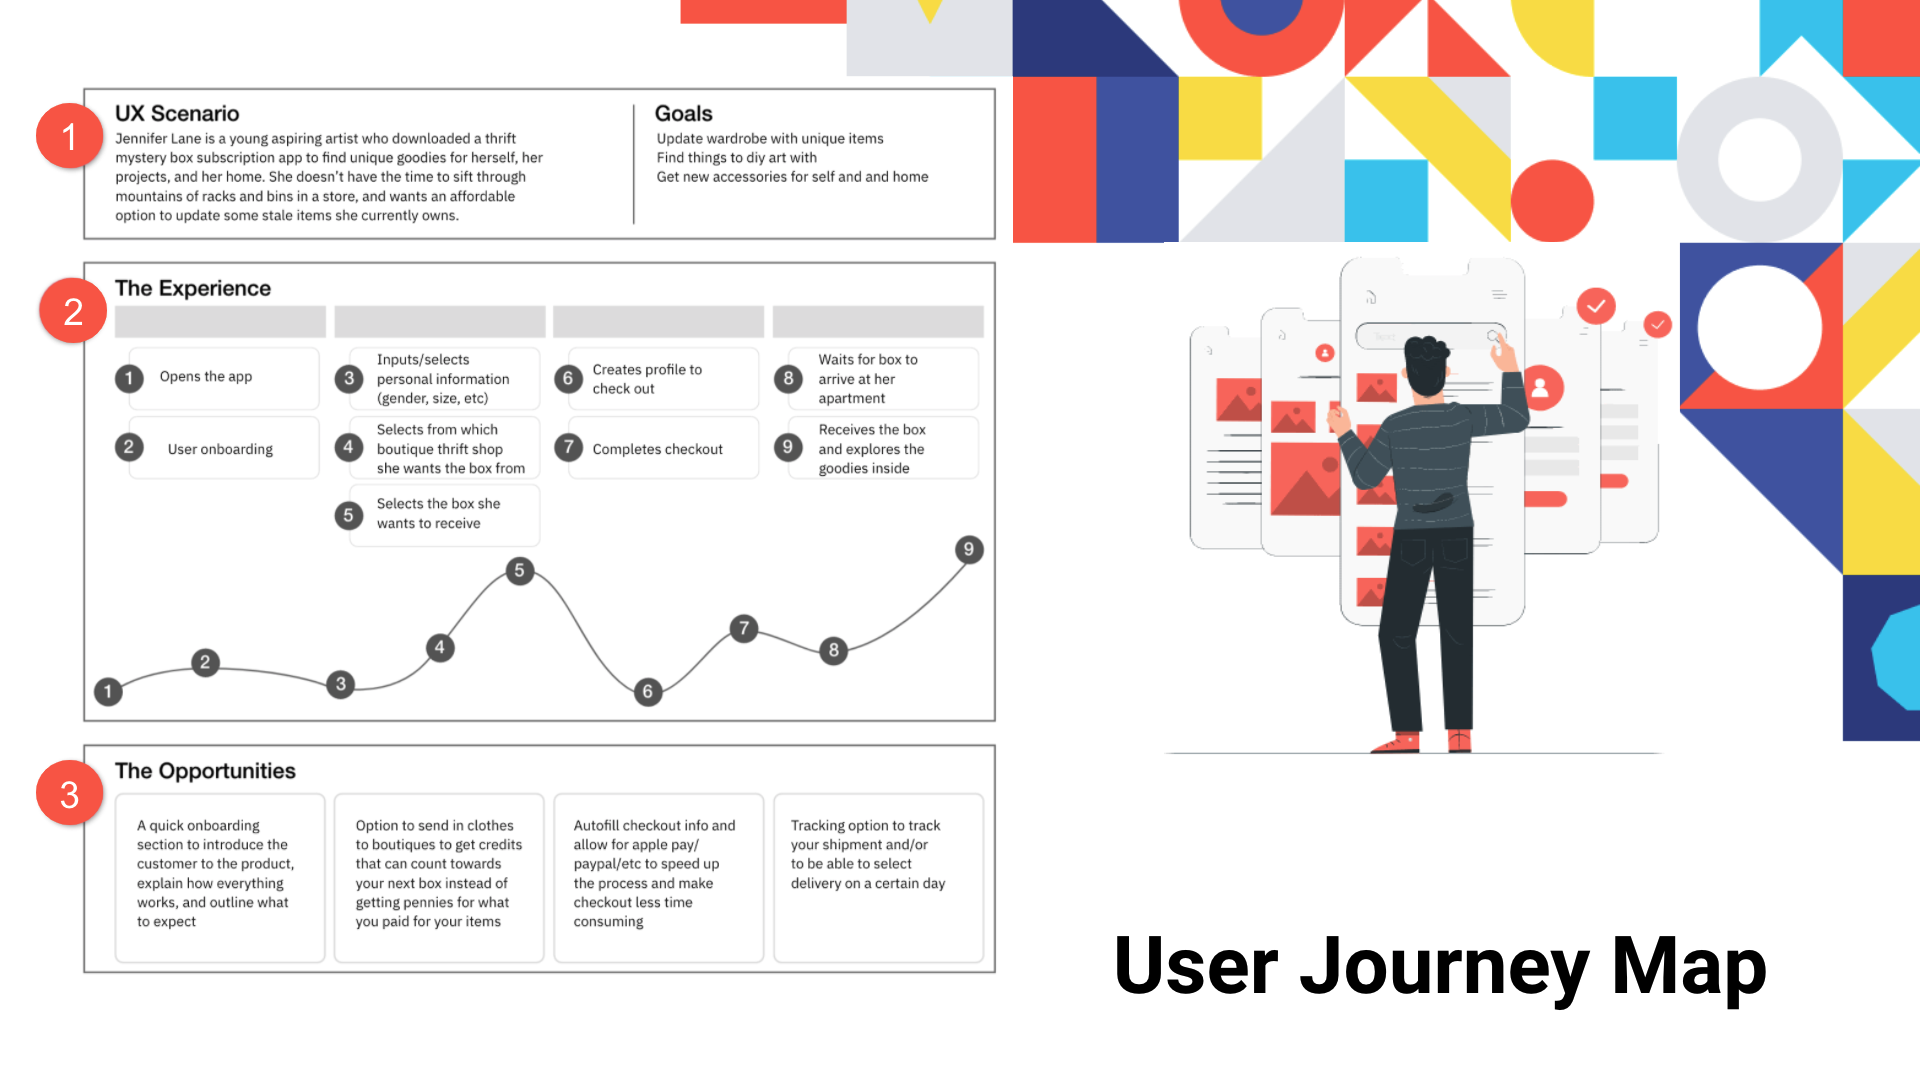 1
UX Scenario
Jennifer Lane is a young aspiring artist who downloaded a thrift
mystery box subscription app to find unique goodies for herself, her
projects, and her home. She doesn't have the time to sift through
mountains of racks and bins in a store, and wants an affordable
option to update some stale items she currently owns.
Goals
Update wardrobe with unique items
Find things to diy art with
Get new accessories for self and and home
2
The Experience
1
Opens the app
2
User onboarding
3
Inputs/selects
personal information
(gender, size, etc)
4
Selects from which
boutique thrift shop
she wants the box from
5
Selects the box she
wants to receive
6
Creates profile to
check out
7
Completes checkout
8
Waits for box to
arrive at her
apartment
9
Receives the box
and explores the
goodies inside
1
2
3
4
5
6
7
8
9
3
The Opportunities
A quick onboarding
section to introduce the
customer to the product,
explain how everything
works, and outline what
to expect
Option to send in clothes
to boutiques to get credits
that can count towards
your next box instead of
getting pennies for what
you paid for your items
Autofill checkout info and
allow for apple pay/
paypal/etc to speed up
the process and make
checkout less time
consuming
Tracking option to track
your shipment and/or
to be able to select
delivery on a certain day
User Journey Map